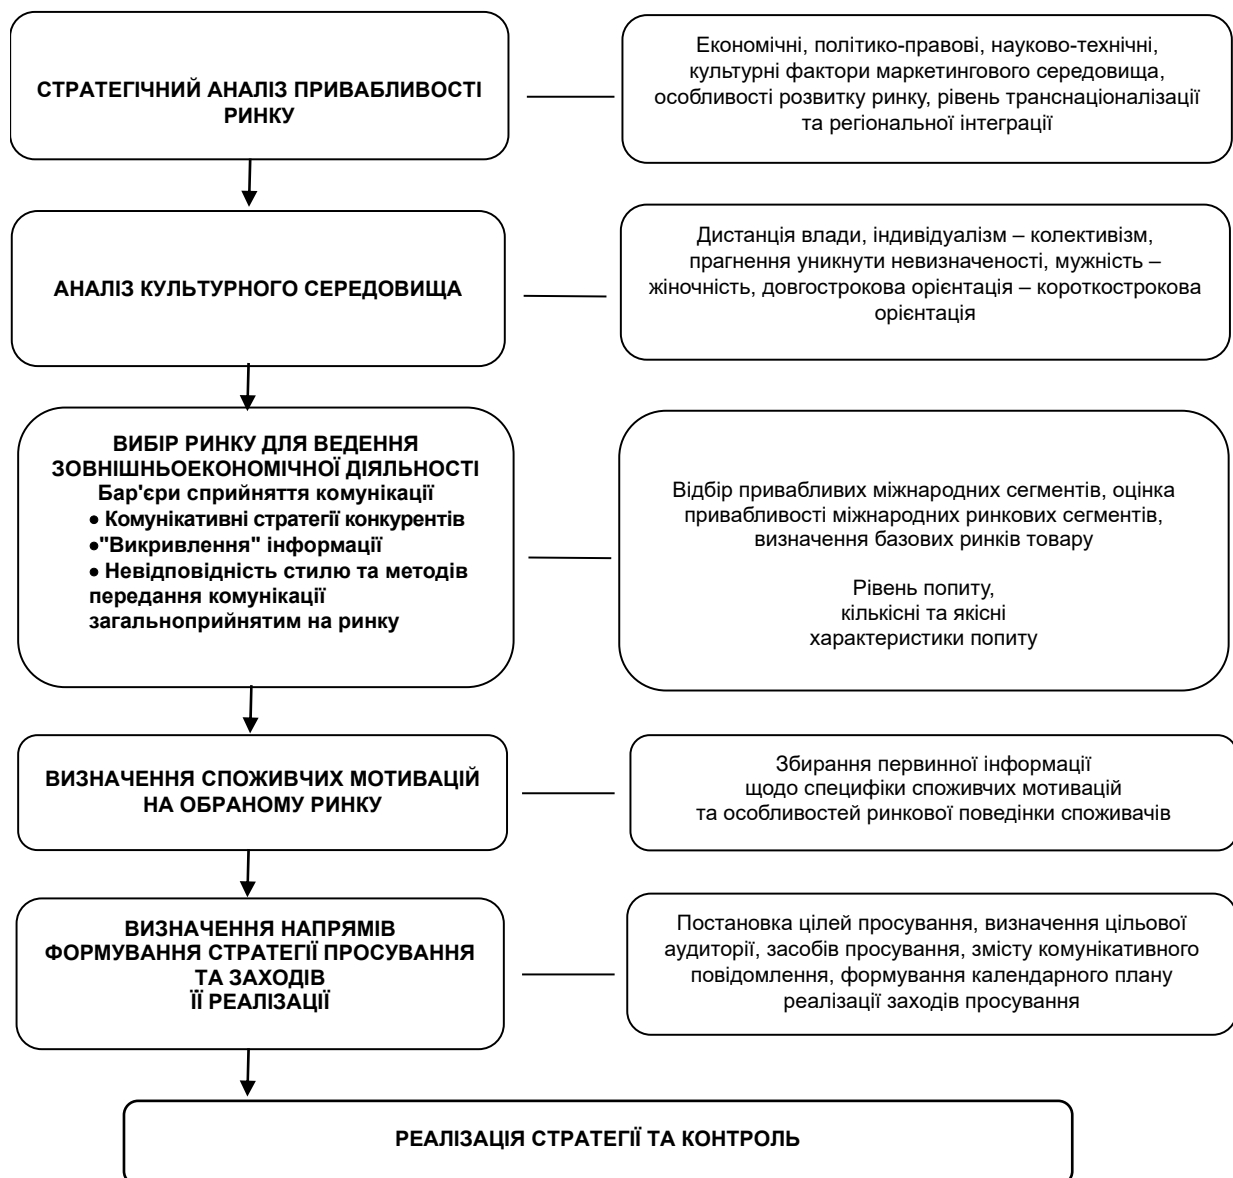 СТРАТЕГІЧНИЙ АНАЛІЗ ПРИВАБЛИВОСТІ
РИНКУ
Економічні, політико-правові, науково-технічні,
культурні фактори маркетингового середовища,
особливості розвитку ринку, рівень транснаціоналізації
та регіональної інтеграції
АНАЛІЗ КУЛЬТУРНОГО СЕРЕДОВИЩА
Дистанція влади, індивідуалізм – колективізм,
прагнення уникнути невизначеності, мужність –
жіночність, довгострокова орієнтація – короткострокова
орієнтація
ВИБІР РИНКУ ДЛЯ ВЕДЕННЯ
ЗОВНІШНЬОЕКОНОМІЧНОЇ ДІЯЛЬНОСТІ
Бар'єри сприйняття комунікації
• Комунікативні стратегії конкурентів
•"Викривлення" інформації
• Невідповідність стилю та методів
передання комунікації
загальноприйнятим на ринку
Відбір привабливих міжнародних сегментів, оцінка
привабливості міжнародних ринкових сегментів,
визначення базових ринків товару
Рівень попиту,
кількісні та якісні
характеристики попиту
ВИЗНАЧЕННЯ СПОЖИВЧИХ МОТИВАЦІЙ
НА ОБРАНОМУ РИНКУ
Збирання первинної інформації
щодо специфіки споживчих мотивацій
та особливостей ринкової поведінки споживачів
ВИЗНАЧЕННЯ НАПРЯМІВ
ФОРМУВАННЯ СТРАТЕГІЇ ПРОСУВАННЯ
ТА ЗАХОДІВ
ЇЇ РЕАЛІЗАЦІЇ
Постановка цілей просування, визначення цільової
аудиторії, засобів просування, змісту комунікативного
повідомлення, формування календарного плану
реалізації заходів просування
РЕАЛІЗАЦІЯ СТРАТЕГІЇ ТА КОНТРОЛЬ